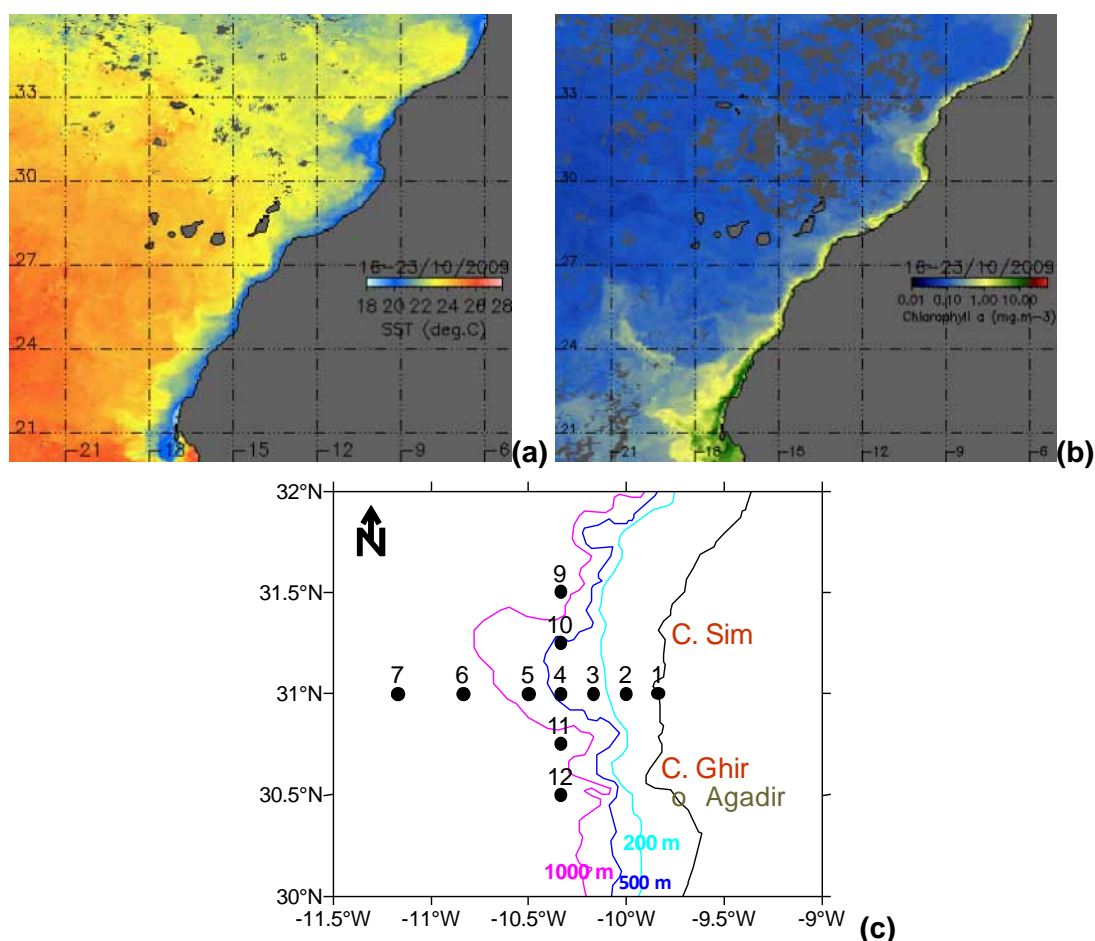 33
30
27
24
21
-21
-18
-15
-12
-9
-6
16-23/10/2009
18 20 22 24 26 28
SST (deg.C)
(a)
33
30
27
24
21
-21
-18
-15
-12
-9
-6
16-23/10/2009
0.01 0.10 1.00 10.00
Chlorophyll a (mg.m-3)
(b)
32°N
31.5°N
31°N
30.5°N
30°N
N
9
10
C. Sim
7 6 5 4 3 2 1
11
C. Ghir
12
o Agadir
200 m
1000 m
500 m
-11.5°W -11°W -10.5°W -10°W -9.5°W -9°W
(c)